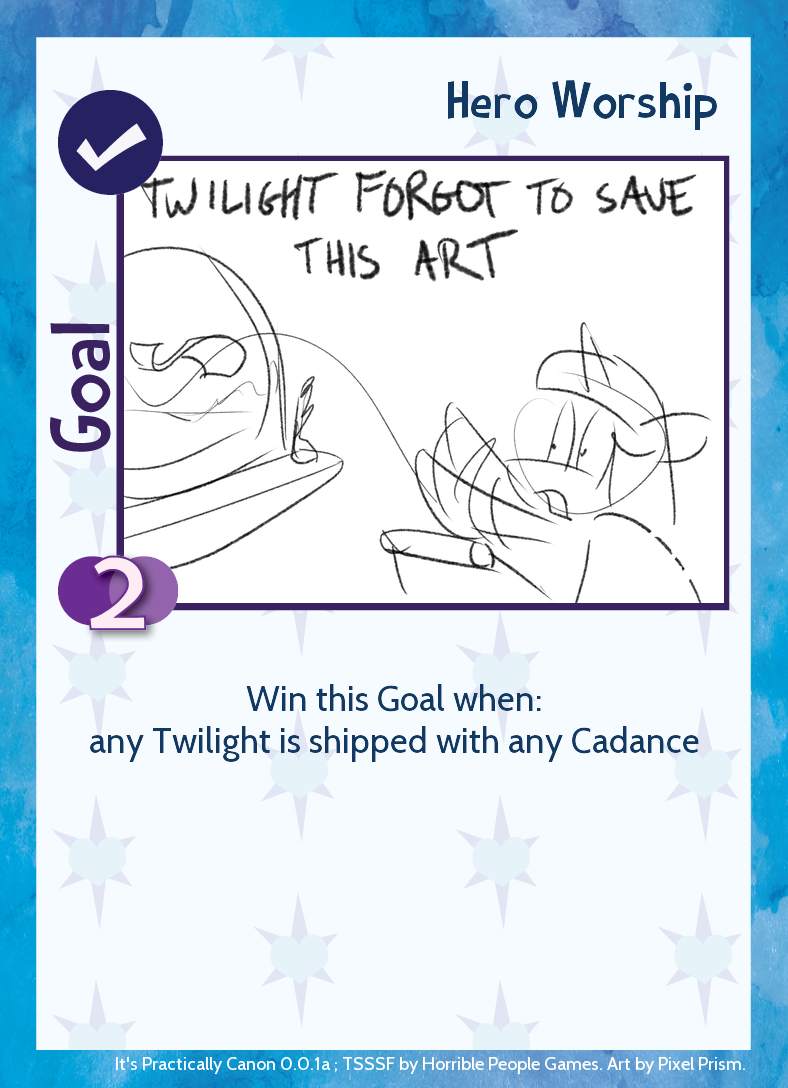 Hero Worship
TWILIGHT FORGOT TO SAVE
THIS ART
Goal
2
Win this Goal when:
any Twilight is shipped with any Cadance
It's Practically Canon 0.0.1a ; TSSSF by Horrible People Games. Art by Pixel Prism.